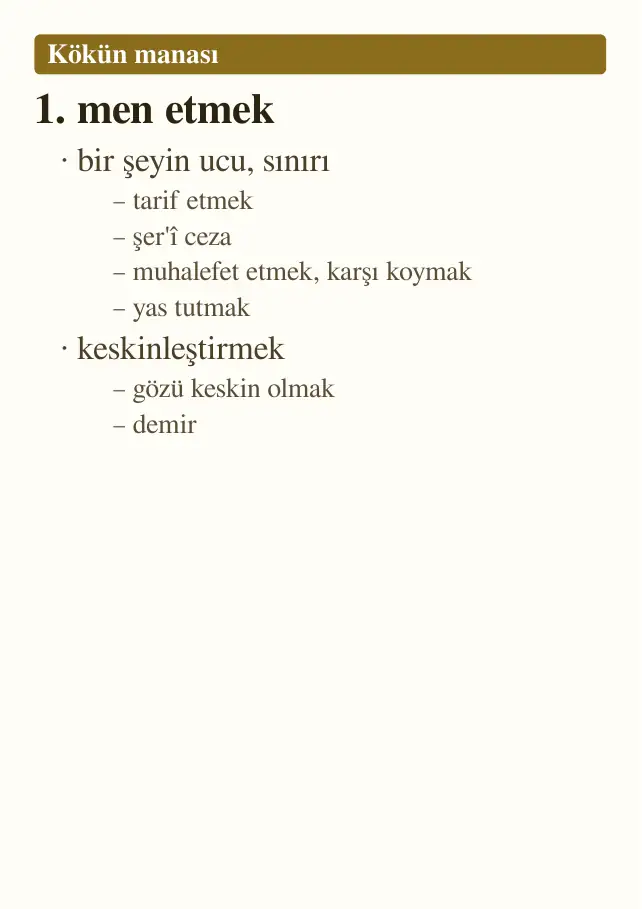 Kökün manası
1. men etmek
· bir şeyin ucu, sınırı
– tarif etmek
– şer'î ceza
– muhalefet etmek, karşı koymak
– yas tutmak
· keskinleştirmek
– gözü keskin olmak
– demir